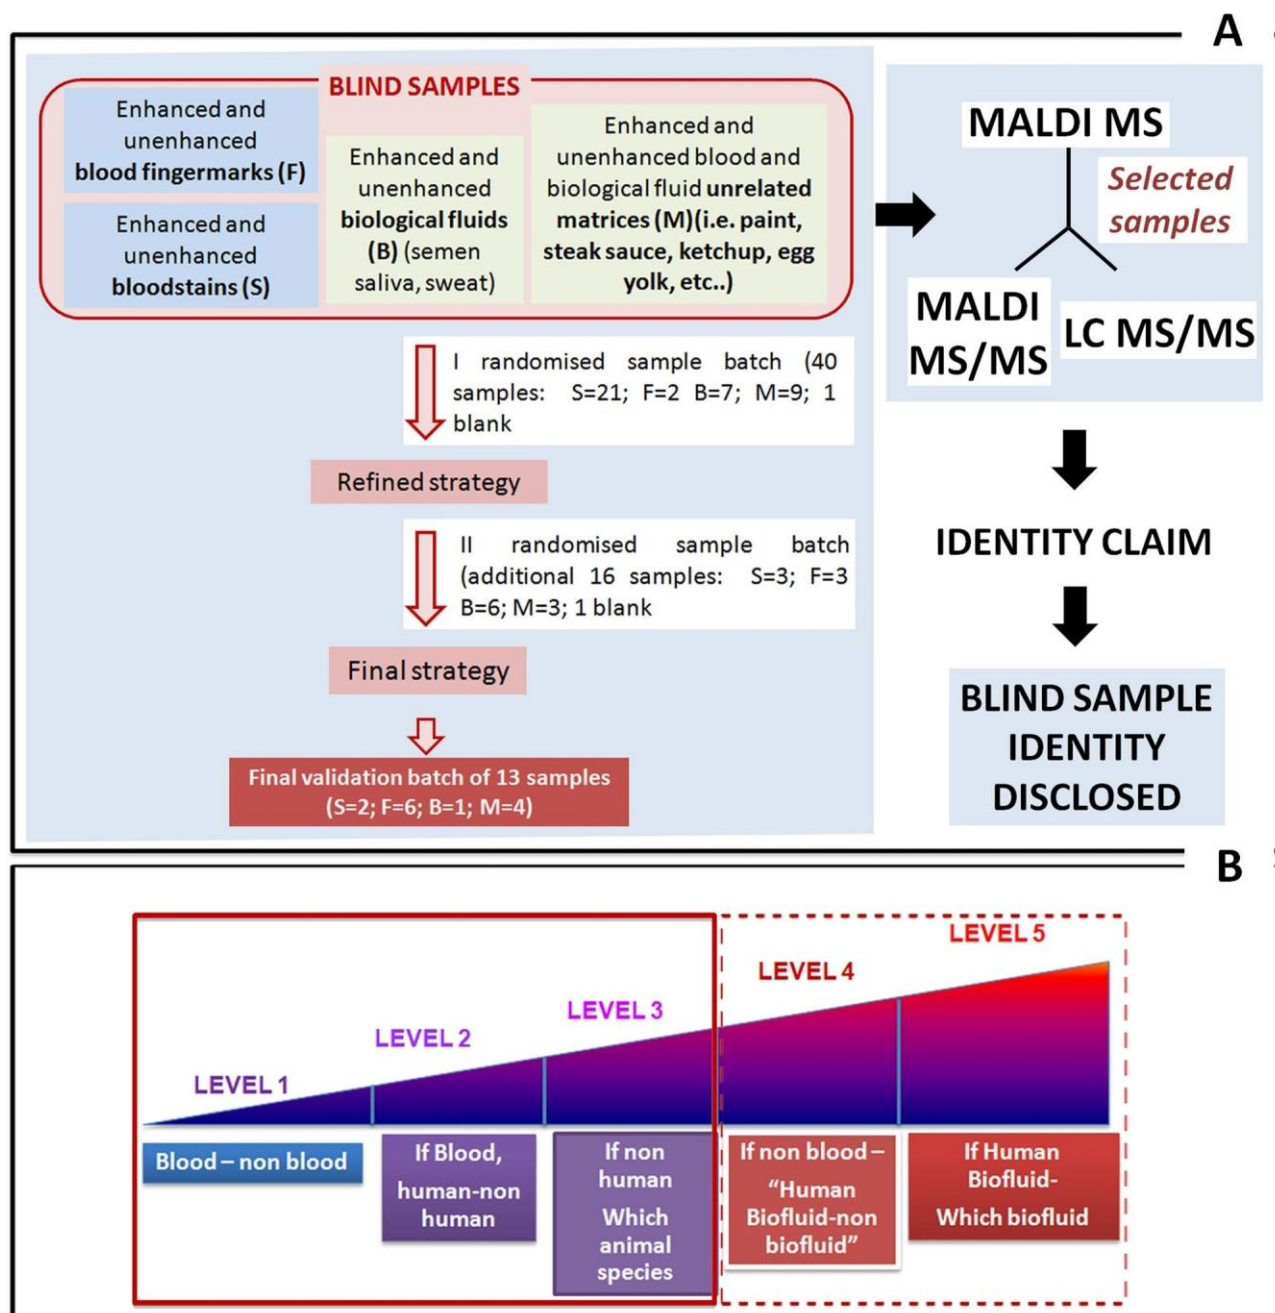 A
BLIND SAMPLES
Enhanced and
unenhanced
blood fingermarks (F)
Enhanced and
unenhanced
bloodstains (S)
Enhanced and
unenhanced
biological fluids
(B) (semen
saliva, sweat)
Enhanced and
unenhanced blood and
biological fluid unrelated
matrices (M)(i.e. paint,
steak sauce, ketchup, egg
yolk, etc..)
I randomised sample batch (40
samples: S=21; F=2 B=7; M=9; 1
blank
Refined strategy
II randomised sample batch
(additional 16 samples: S=3; F=3
B=6; M=3; 1 blank
Final strategy
Final validation batch of 13 samples
(S=2; F=6; B=1; M=4)
MALDI MS
Selected
samples
MALDI
MS/MS
LC MS/MS
IDENTITY CLAIM
BLIND SAMPLE
IDENTITY
DISCLOSED
B
LEVEL 1
LEVEL 2
LEVEL 3
LEVEL 4
LEVEL 5
Blood – non blood
If Blood,
human-non
human
If non
human
Which
animal
species
If non blood –
“Human
Biofluid-non
biofluid”
If Human
Biofluid-
Which biofluid